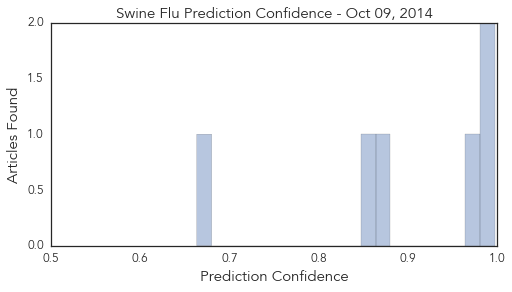 Swine Flu Prediction Confidence - Oct 09, 2014
2.0
1.5
1.0
0.5
0.0
Articles Found
0.5 0.6 0.7 0.8 0.9 1.0
Prediction Confidence